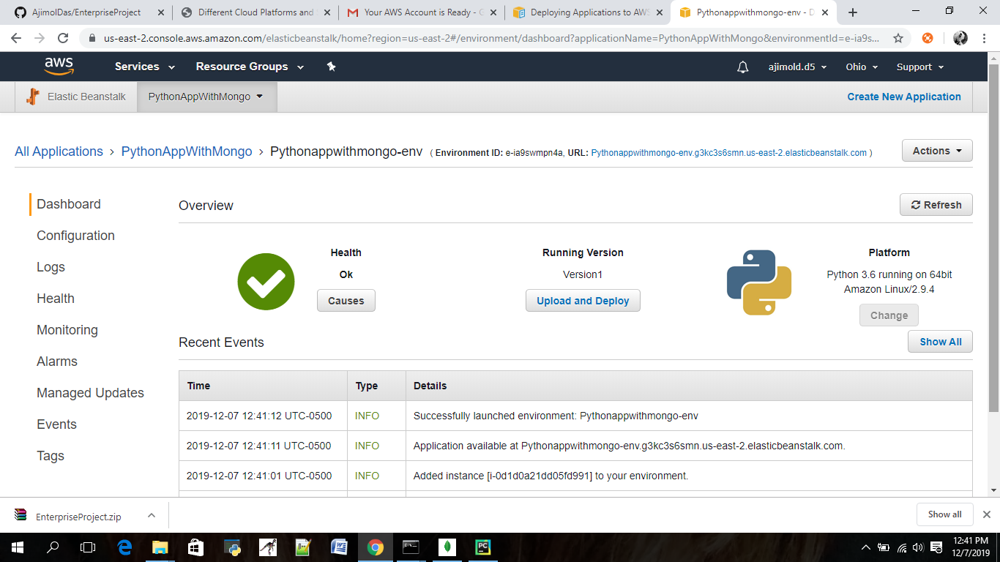 AjimolDas/EnterpriseProject
Different Cloud Platforms and
Your AWS Account is Ready - G
Deploying Applications to AWS
Pythonappwithmongo-env - D
us-east-2.console.aws.amazon.com/elasticbeanstalk/home?region=us-east-2#/environment/dashboard?applicationName=PythonAppWithMongo&environmentId=e-ia9s...
aws Services Resource Groups ajimold.d5 Ohio Support
Elastic Beanstalk PythonAppWithMongo Create New Application
All Applications > PythonAppWithMongo > Pythonappwithmongo-env ( Environment ID: e-ia9swmpn4a, URL: Pythonappwithmongo-env.g3kc3s6smn.us-east-2.elasticbeanstalk.com )
Actions
Dashboard
Configuration
Logs
Health
Monitoring
Alarms
Managed Updates
Events
Tags
Overview
Refresh
Health
Ok
Causes
Running Version
Version1
Upload and Deploy
Platform
Python 3.6 running on 64bit
Amazon Linux/2.9.4
Change
Recent Events
Show All
Time Type Details
2019-12-07 12:41:12 UTC-0500 INFO Successfully launched environment: Pythonappwithmongo-env
2019-12-07 12:41:11 UTC-0500 INFO Application available at Pythonappwithmongo-env.g3kc3s6smn.us-east-2.elasticbeanstalk.com.
2019-12-07 12:41:01 UTC-0500 INFO Added instance [i-0d1d0a21dd05fd991] to your environment.
EnterpriseProject.zip
Show all
12:41 PM
12/7/2019